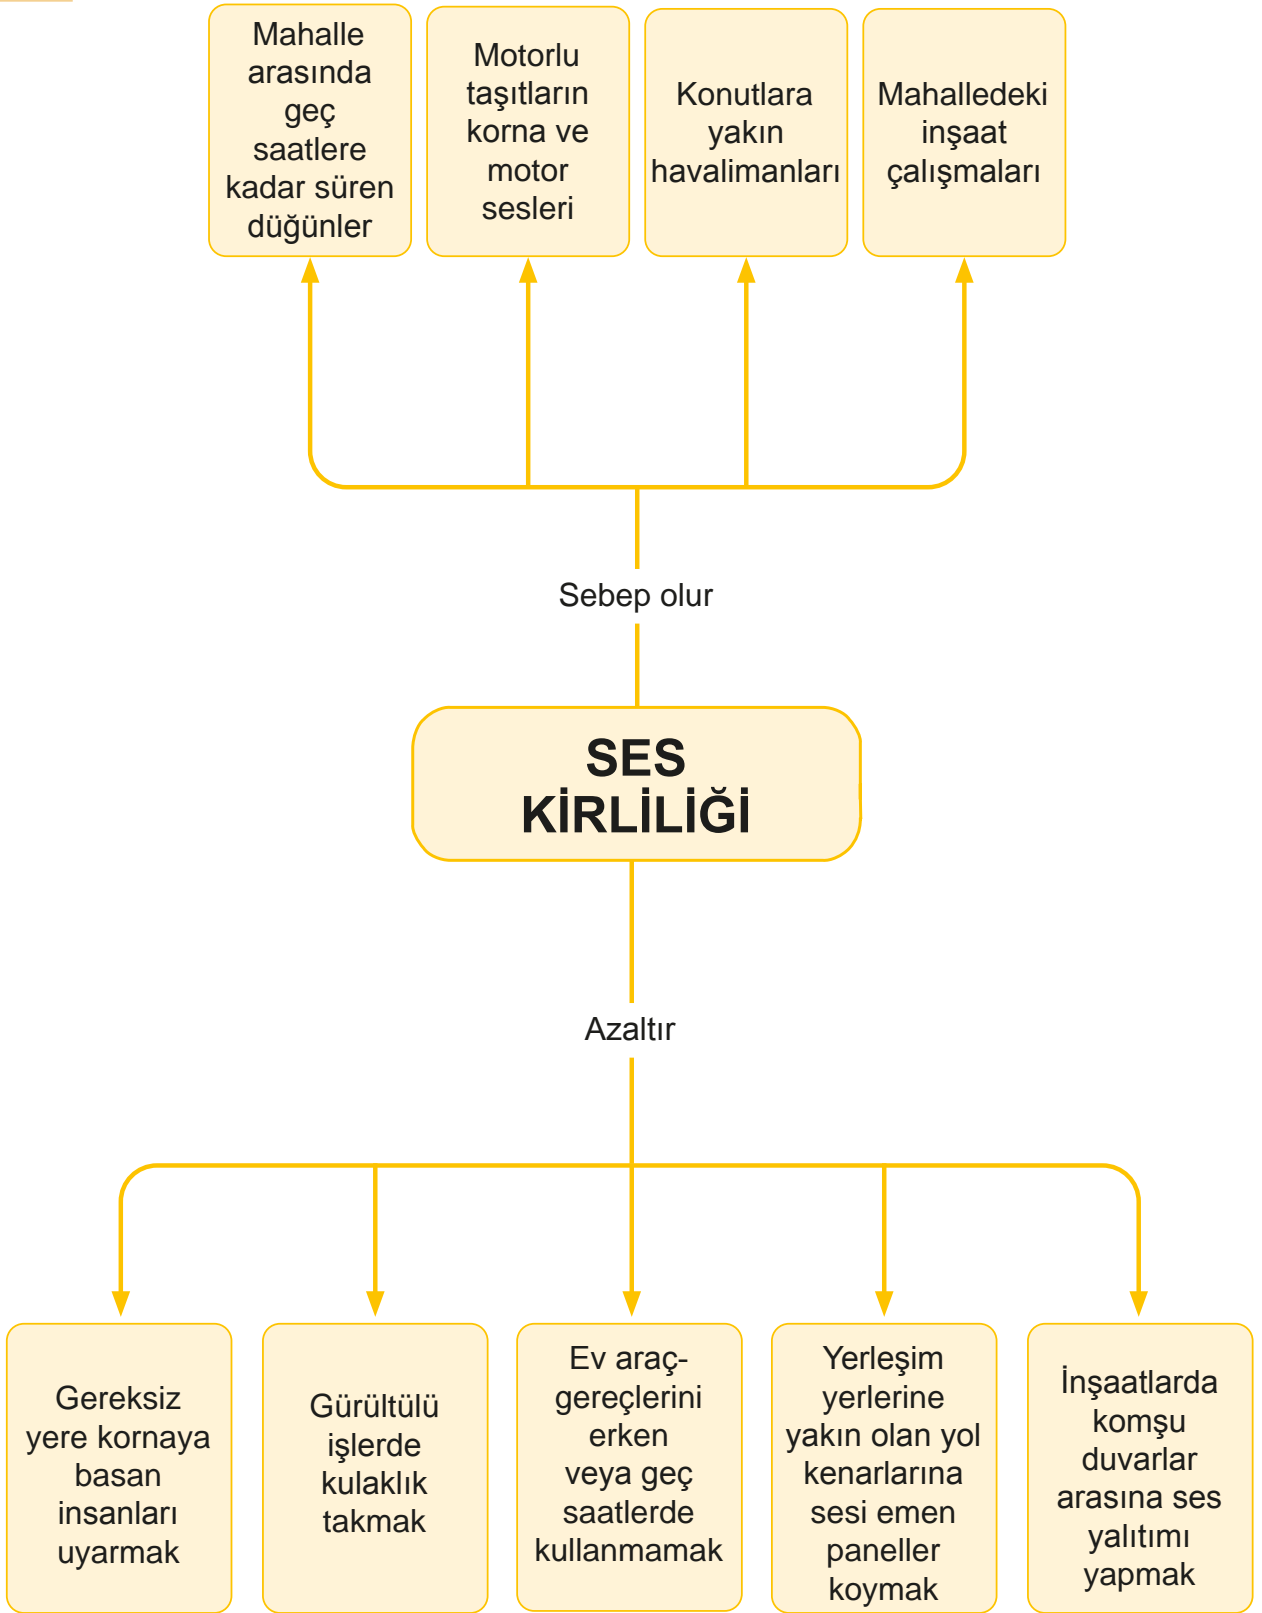 Mahalle
arasında
geç
saatlere
kadar süren
düğünler
Motorlu
taşıtların
korna ve
motor
sesleri
Konutlara
yakın
havalimanları
Mahalledeki
inşaat
çalışmaları
Sebep olur
SES
KİRLİLİĞİ
Azaltır
Gereksiz
yere kornaya
basan
insanları
uyarmak
Gürültülü
işlerde
kulaklık
takmak
Ev araç-
gereçlerini
erken
veya geç
saatlerde
kullanmamak
Yerleşim
yerlerine
yakın olan yol
kenarlarına
sesi emen
paneller
koymak
İnşaatlarda
komşu
duvarlar
arasına ses
yalıtımı
yapmak